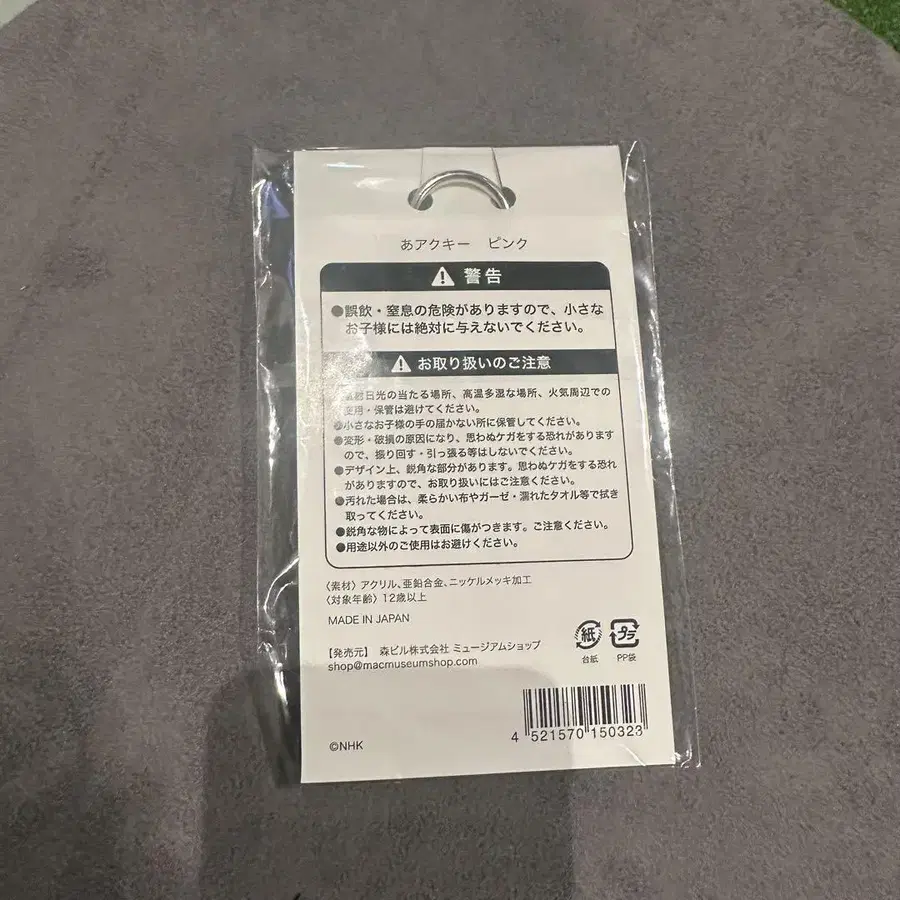 あアクキー ピンク
警告
●誤飲・窒息の危険がありますので、小さな
お子様には絶対に与えないでください。
お取り扱いのご注意
日光の当たる場所、高温多湿な場所、火気周辺での
使用・保管は避けてください。
●小さなお子様の手の届かない所に保管してください。
●変形・破損の原因になり、思わぬケガをする恐れがあります
ので、振り回す・引っ張る等はしないでください。
●デザイン上、鋭角な部分があります。思わぬケガをする恐れ
がありますので、お取り扱いにはご注意ください。
●汚れた場合は、柔らかい布やガーゼ・濡れたタオル等で拭き
取ってください。
●鋭角な物によって表面に傷がつきます。ご注意ください。
●用途以外のご使用はお避けください。
〈素材〉アクリル、亜鉛合金、ニッケルメッキ加工
〈対象年齢〉12歳以上
MADE IN JAPAN
【発売元】 森ビル株式会社 ミュージアムショップ
shop@macmuseumshop.com
紙 プラ
台紙 PP袋
4 521570 150323
©NHK